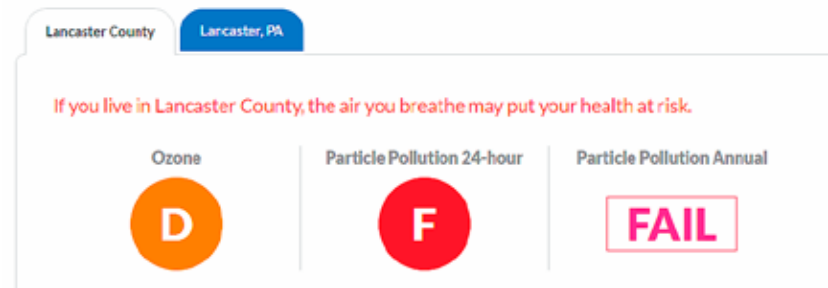 Lancaster County
Lancaster, PA
If you live in Lancaster County, the air you breathe may put your health at risk.
Ozone
Particle Pollution 24-hour
Particle Pollution Annual
D
F
FAIL